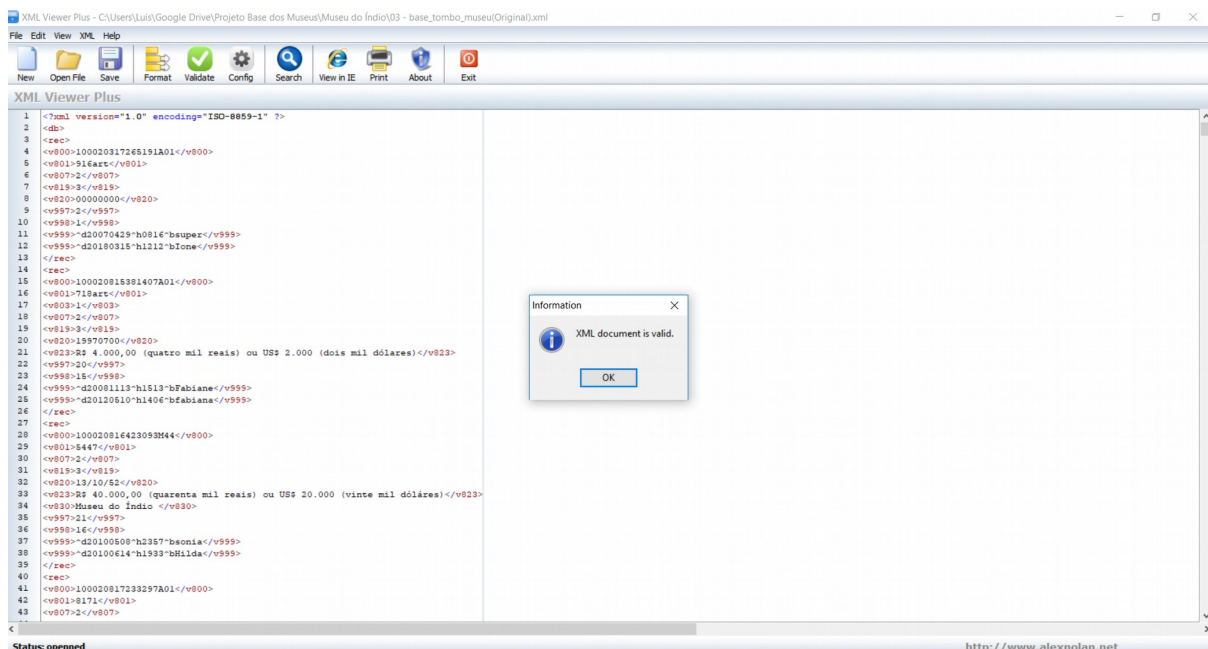 XML Viewer Plus - C:\Users\Luis\Google Drive\Projeto Base dos Museus\Museu do Índio\03 - base_tombo_museu(Original).xml
File Edit View XML Help
New Open File Save Format Validate Config Search View in IE Print About Exit
XML Viewer Plus
1 <?xml version="1.0" encoding="ISO-8859-1" ?>
2 <db>
3 <rec>
4 <v800>100020317265191A01</v800>
5 <v801>916art</v801>
6 <v807>2</v807>
7 <v819>3</v819>
8 <v820>00000000</v820>
9 <v997>2</v997>
10 <v998>1</v998>
11 <v999>^d20070429^h0816^bsuper</v999>
12 <v999>^d20180315^h1212^bIone</v999>
13 </rec>
14 <rec>
15 <v800>100020815381407A01</v800>
16 <v801>718art</v801>
17 <v803>1</v803>
18 <v807>2</v807>
19 <v819>3</v819>
20 <v820>19970700</v820>
21 <v823>R$ 4.000,00 (quatro mil reais) ou US$ 2.000 (dois mil dólares)</v823>
22 <v997>20</v997>
23 <v998>15</v998>
24 <v999>^d20081113^h1513^bFabiane</v999>
25 <v999>^d20120510^h1406^bfabiana</v999>
26 </rec>
27 <rec>
28 <v800>100020816423093M44</v800>
29 <v801>5447</v801>
30 <v807>2</v807>
31 <v819>3</v819>
32 <v820>13/10/52</v820>
33 <v823>R$ 40.000,00 (quarenta mil reais) ou US$ 20.000 (vinte mil dóláres)</v823>
34 <v830>Museu do Índio </v830>
35 <v997>21</v997>
36 <v998>16</v998>
37 <v999>^d20100508^h2357^bsonia</v999>
38 <v999>^d20100614^h1933^bHilda</v999>
39 </rec>
40 <rec>
41 <v800>100020817233297A01</v800>
42 <v801>8171</v801>
43 <v807>2</v807>
Information
XML document is valid.
OK
Status: openned
http://www.alexnolan.net